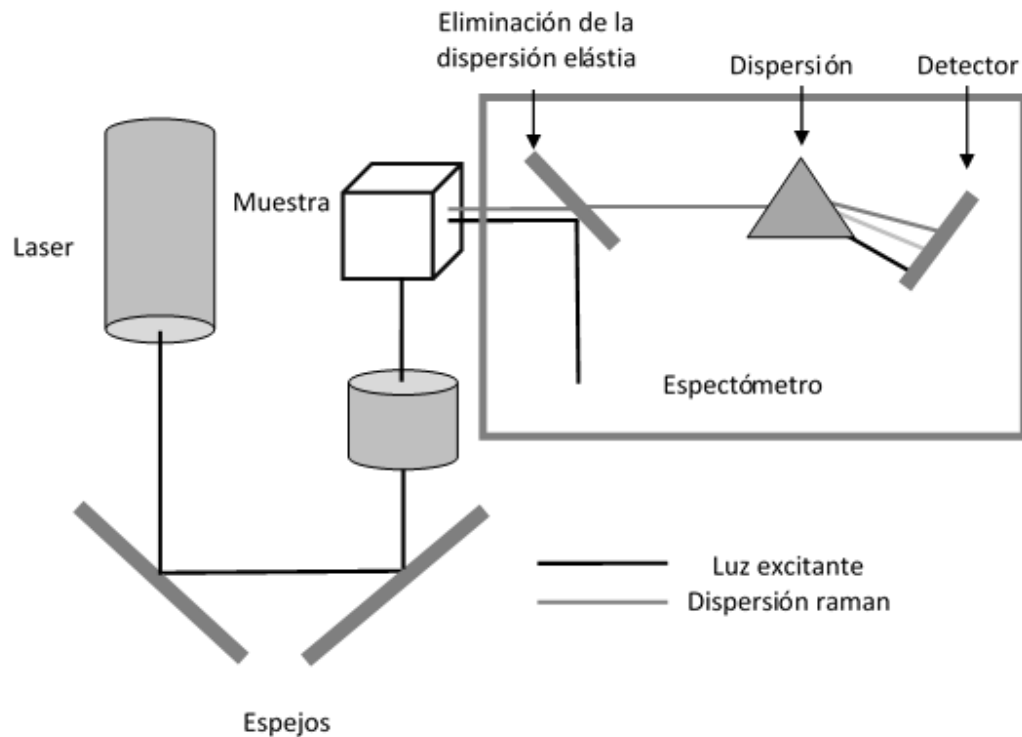 Eliminación de la
dispersión elástia
Dispersión
Detector
Muestra
Laser
Espectómetro
Luz excitante
Dispersión raman
Espejos